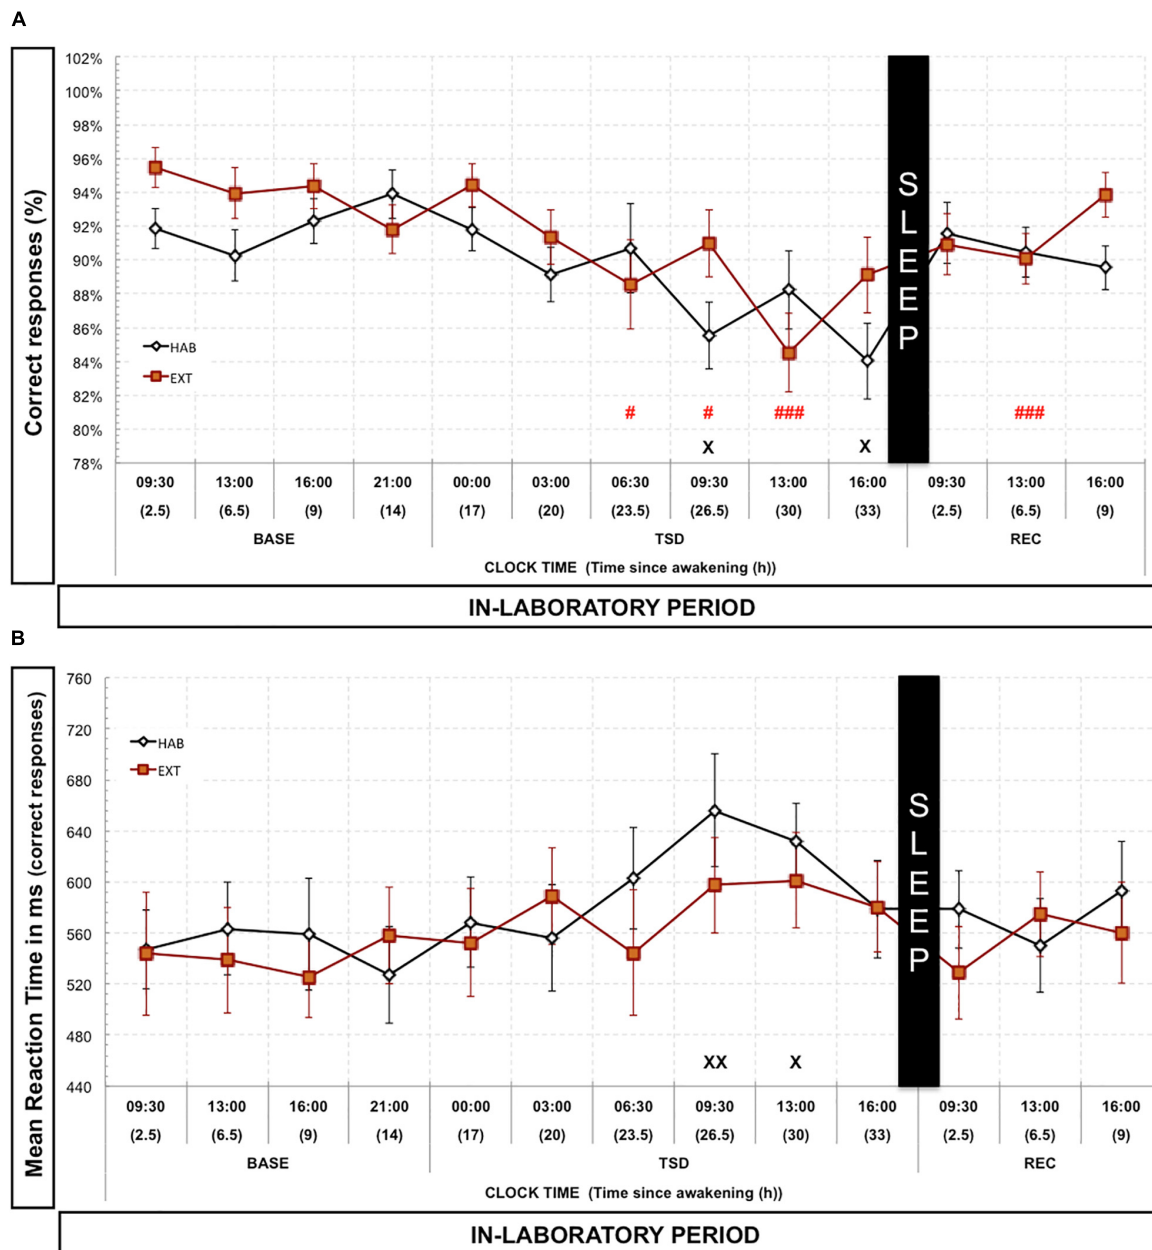 A
Correct responses (%)
102%
100%
98%
96%
94%
92%
90%
88%
86%
84%
82%
80%
78%
HAB
EXT
SLEEP
# # ### ###
X X
09:30 13:00 16:00 21:00 00:00 03:00 06:30 09:30 13:00 16:00 09:30 13:00 16:00
(2.5) (6.5) (9) (14) (17) (20) (23.5) (26.5) (30) (33) (2.5) (6.5) (9)
BASE TSD REC
CLOCK TIME (Time since awakening (h))
IN-LABORATORY PERIOD
B
Mean Reaction Time in ms (correct responses)
760
720
680
640
600
560
520
480
440
HAB
EXT
SLEEP
XX X
09:30 13:00 16:00 21:00 00:00 03:00 06:30 09:30 13:00 16:00 09:30 13:00 16:00
(2.5) (6.5) (9) (14) (17) (20) (23.5) (26.5) (30) (33) (2.5) (6.5) (9)
BASE TSD REC
CLOCK TIME (Time since awakening (h))
IN-LABORATORY PERIOD